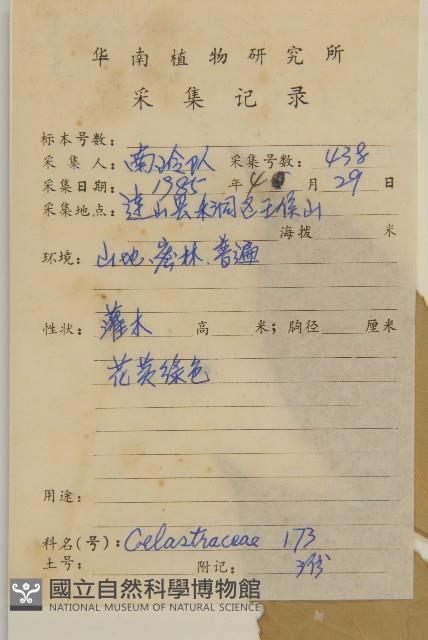 华南植物研究所
采集记录
标本号数:
采集人: 南岭队 采集号数: 438
采集日期: 1985 年 4 月 29 日
采集地点: 连山县禾洞区王侯山
海拔 米
环境: 山地、密林、普遍
性状: 灌木 高 米; 胸径 厘米
花黄绿色
用途:
科名(号): Celastraceae 173
土号: 附记: 3份
國立自然科學博物館
NATIONAL MUSEUM OF NATURAL SCIENCE